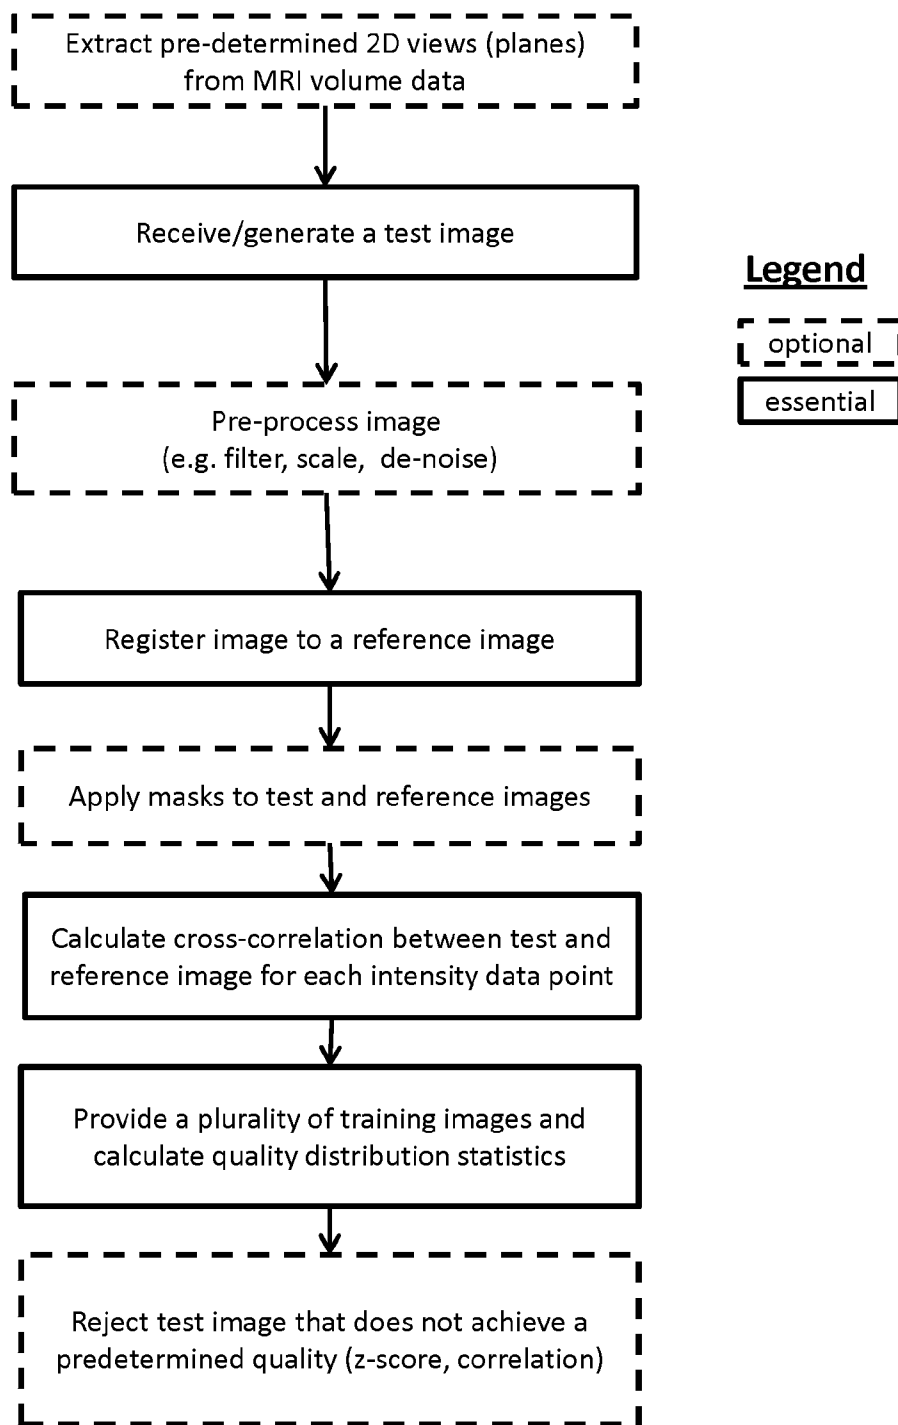 Extract pre-determined 2D views (planes)
from MRI volume data
Receive/generate a test image
Legend
optional
essential
Pre-process image
(e.g. filter, scale,  de-noise)
Register image to a reference image
Apply masks to test and reference images
Calculate cross-correlation between test and
reference image for each intensity data point
Provide a plurality of training images and
calculate quality distribution statistics
Reject test image that does not achieve a
predetermined quality (z-score, correlation)